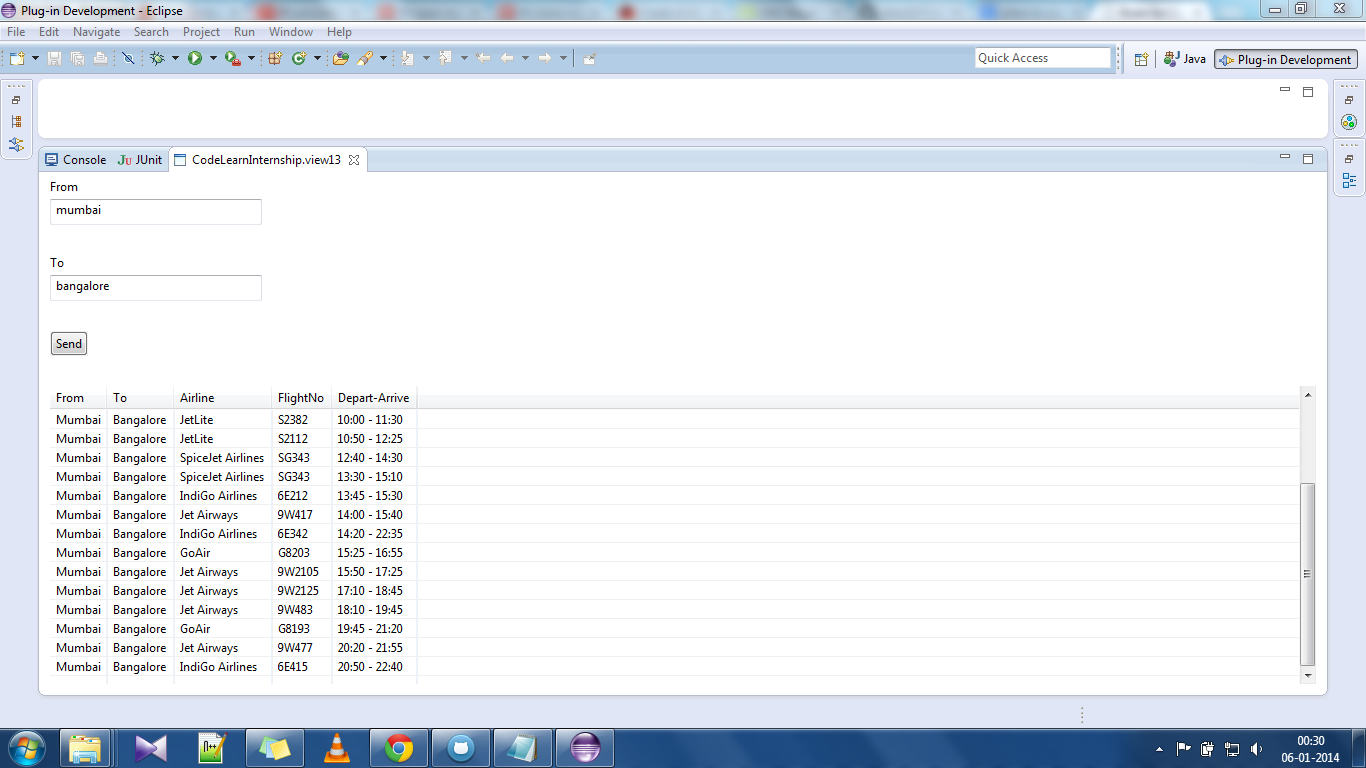 Plug-in Development - Eclipse
File Edit Navigate Search Project Run Window Help
Quick Access
Java
Plug-in Development
Console JUnit CodeLearnInternship.view13
From
mumbai
To
bangalore
Send
From To Airline FlightNo Depart-Arrive
Mumbai Bangalore JetLite S2382 10:00 - 11:30
Mumbai Bangalore JetLite S2112 10:50 - 12:25
Mumbai Bangalore SpiceJet Airlines SG343 12:40 - 14:30
Mumbai Bangalore SpiceJet Airlines SG343 13:30 - 15:10
Mumbai Bangalore IndiGo Airlines 6E212 13:45 - 15:30
Mumbai Bangalore Jet Airways 9W417 14:00 - 15:40
Mumbai Bangalore IndiGo Airlines 6E342 14:20 - 22:35
Mumbai Bangalore GoAir G8203 15:25 - 16:55
Mumbai Bangalore Jet Airways 9W2105 15:50 - 17:25
Mumbai Bangalore Jet Airways 9W2125 17:10 - 18:45
Mumbai Bangalore Jet Airways 9W483 18:10 - 19:45
Mumbai Bangalore GoAir G8193 19:45 - 21:20
Mumbai Bangalore Jet Airways 9W477 20:20 - 21:55
Mumbai Bangalore IndiGo Airlines 6E415 20:50 - 22:40
00:30
06-01-2014